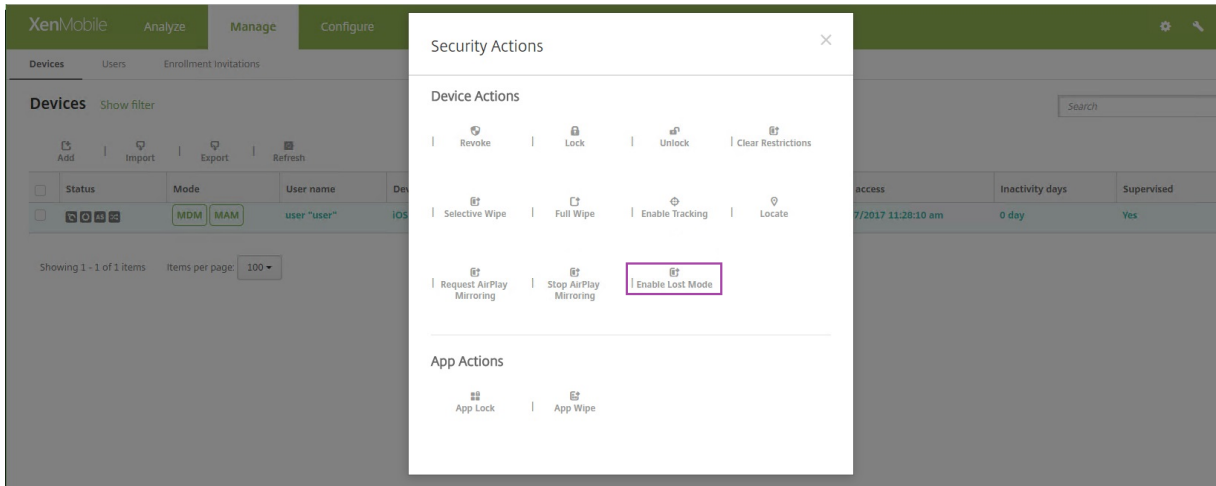 XenMobile Analyze Manage Configure
Devices Users Enrollment Invitations
Devices Show filter
Search
Add | Import | Export | Refresh
Status Mode User name Dev access Inactivity days Supervised
AS MDM MAM user "user" iOS 7/2017 11:28:10 am 0 day Yes
Showing 1 - 1 of 1 items Items per page: 100
Security Actions
Device Actions
| Revoke | Lock | Unlock | Clear Restrictions
| Selective Wipe | Full Wipe | Enable Tracking | Locate
| Request AirPlay Mirroring | Stop AirPlay Mirroring | Enable Lost Mode
App Actions
App Lock | App Wipe